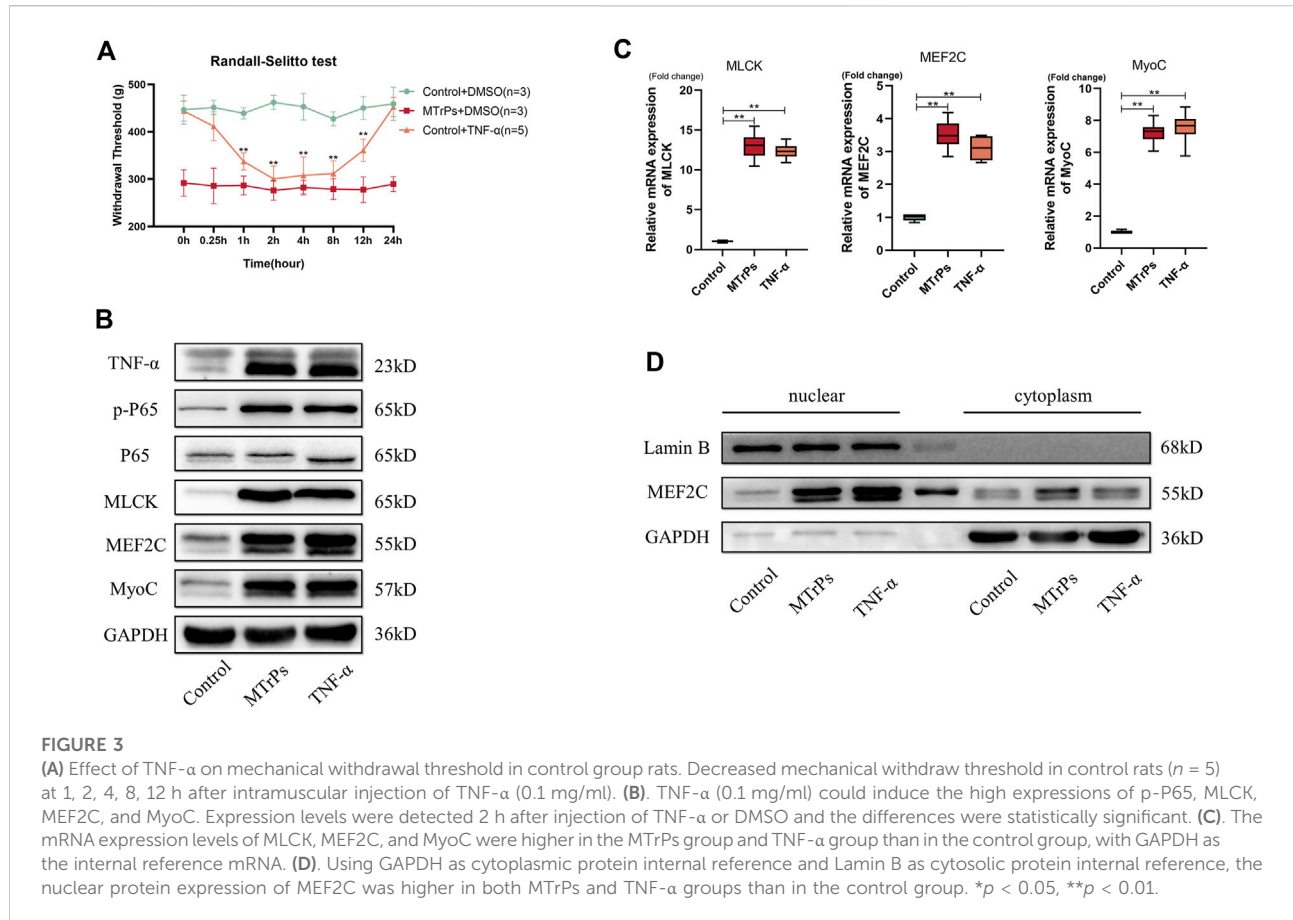 A
Randall-Selitto test
Withdrawal Threshold (g)
500
400
300
200
0h 0.25h 1h 2h 4h 8h 12h 24h
Time(hour)
** ** ** ** **
Control+DMSO(n=3)
MTrPs+DMSO(n=3)
Control+TNF-α(n=5)
C
MLCK
(Fold change)
Relative mRNA expression
of MLCK
20
15
10
5
0
**
**
Control MTrPs TNF-α
MEF2C
(Fold change)
Relative mRNA expression
of MEF2C
5
4
3
2
1
0
**
**
Control MTrPs TNF-α
MyoC
(Fold change)
Relative mRNA expression
of MyoC
10
8
6
4
2
0
**
**
Control MTrPs TNF-α
B
TNF-α 23kD
p-P65 65kD
P65 65kD
MLCK 65kD
MEF2C 55kD
MyoC 57kD
GAPDH 36kD
Control MTrPs TNF-α
D
nuclear cytoplasm
Lamin B 68kD
MEF2C 55kD
GAPDH 36kD
Control MTrPs TNF-α Control MTrPs TNF-α
FIGURE 3
(A) Effect of TNF-α on mechanical withdrawal threshold in control group rats. Decreased mechanical withdraw threshold in control rats (n = 5)
at 1, 2, 4, 8, 12 h after intramuscular injection of TNF-α (0.1 mg/ml). (B). TNF-α (0.1 mg/ml) could induce the high expressions of p-P65, MLCK,
MEF2C, and MyoC. Expression levels were detected 2 h after injection of TNF-α or DMSO and the differences were statistically significant. (C). The
mRNA expression levels of MLCK, MEF2C, and MyoC were higher in the MTrPs group and TNF-α group than in the control group, with GAPDH as
the internal reference mRNA. (D). Using GAPDH as cytoplasmic protein internal reference and Lamin B as cytosolic protein internal reference, the
nuclear protein expression of MEF2C was higher in both MTrPs and TNF-α groups than in the control group. *p < 0.05, **p < 0.01.